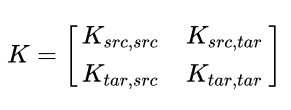 K = [ K_{src,src} K_{src,tar}
K_{tar,src} K_{tar,tar} ]